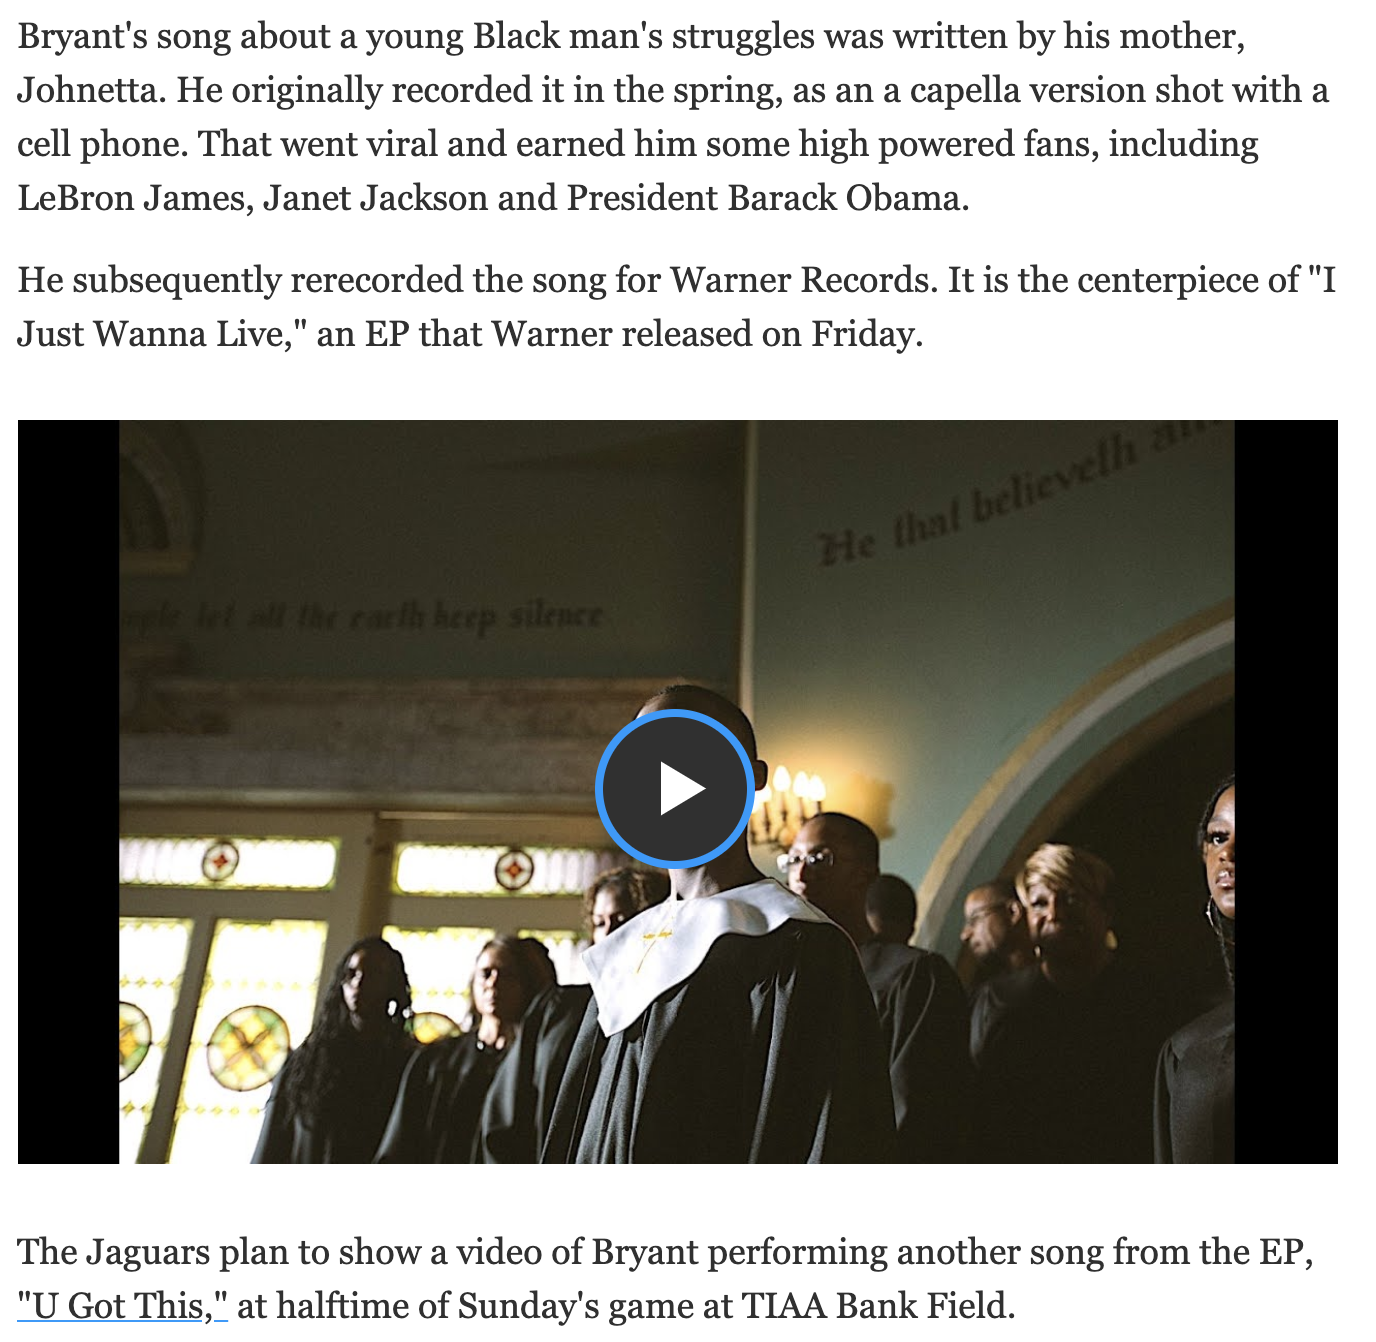 Bryant's song about a young Black man's struggles was written by his mother,
Johnetta. He originally recorded it in the spring, as an a capella version shot with a
cell phone. That went viral and earned him some high powered fans, including
LeBron James, Janet Jackson and President Barack Obama.
He subsequently rerecorded the song for Warner Records. It is the centerpiece of "I
Just Wanna Live," an EP that Warner released on Friday.
He that believeth
let all the earth keep silence
The Jaguars plan to show a video of Bryant performing another song from the EP,
"U Got This," at halftime of Sunday's game at TIAA Bank Field.